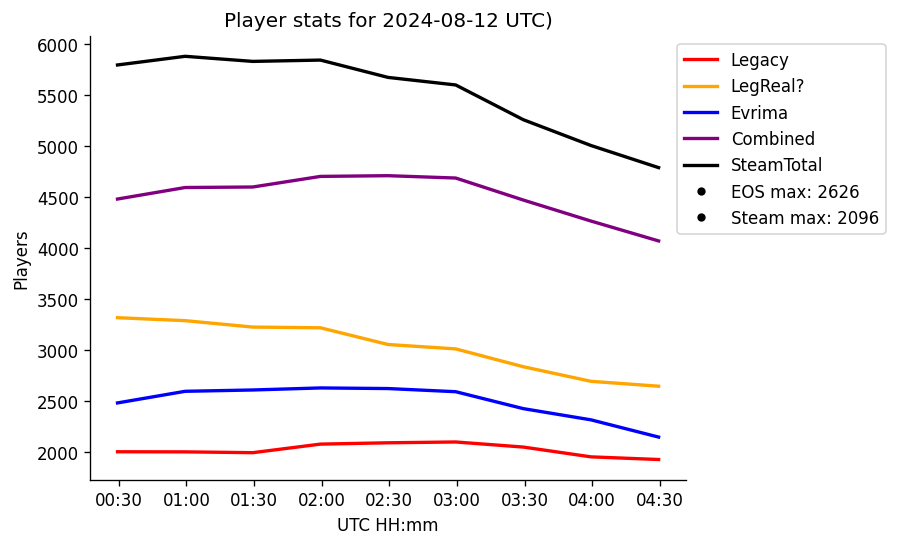 Player stats for 2024-08-12 UTC)
6000
5500
5000
4500
4000
3500
3000
2500
2000
Players
00:30 01:00 01:30 02:00 02:30 03:00 03:30 04:00 04:30
UTC HH:mm
Legacy
LegReal?
Evrima
Combined
SteamTotal
EOS max: 2626
Steam max: 2096